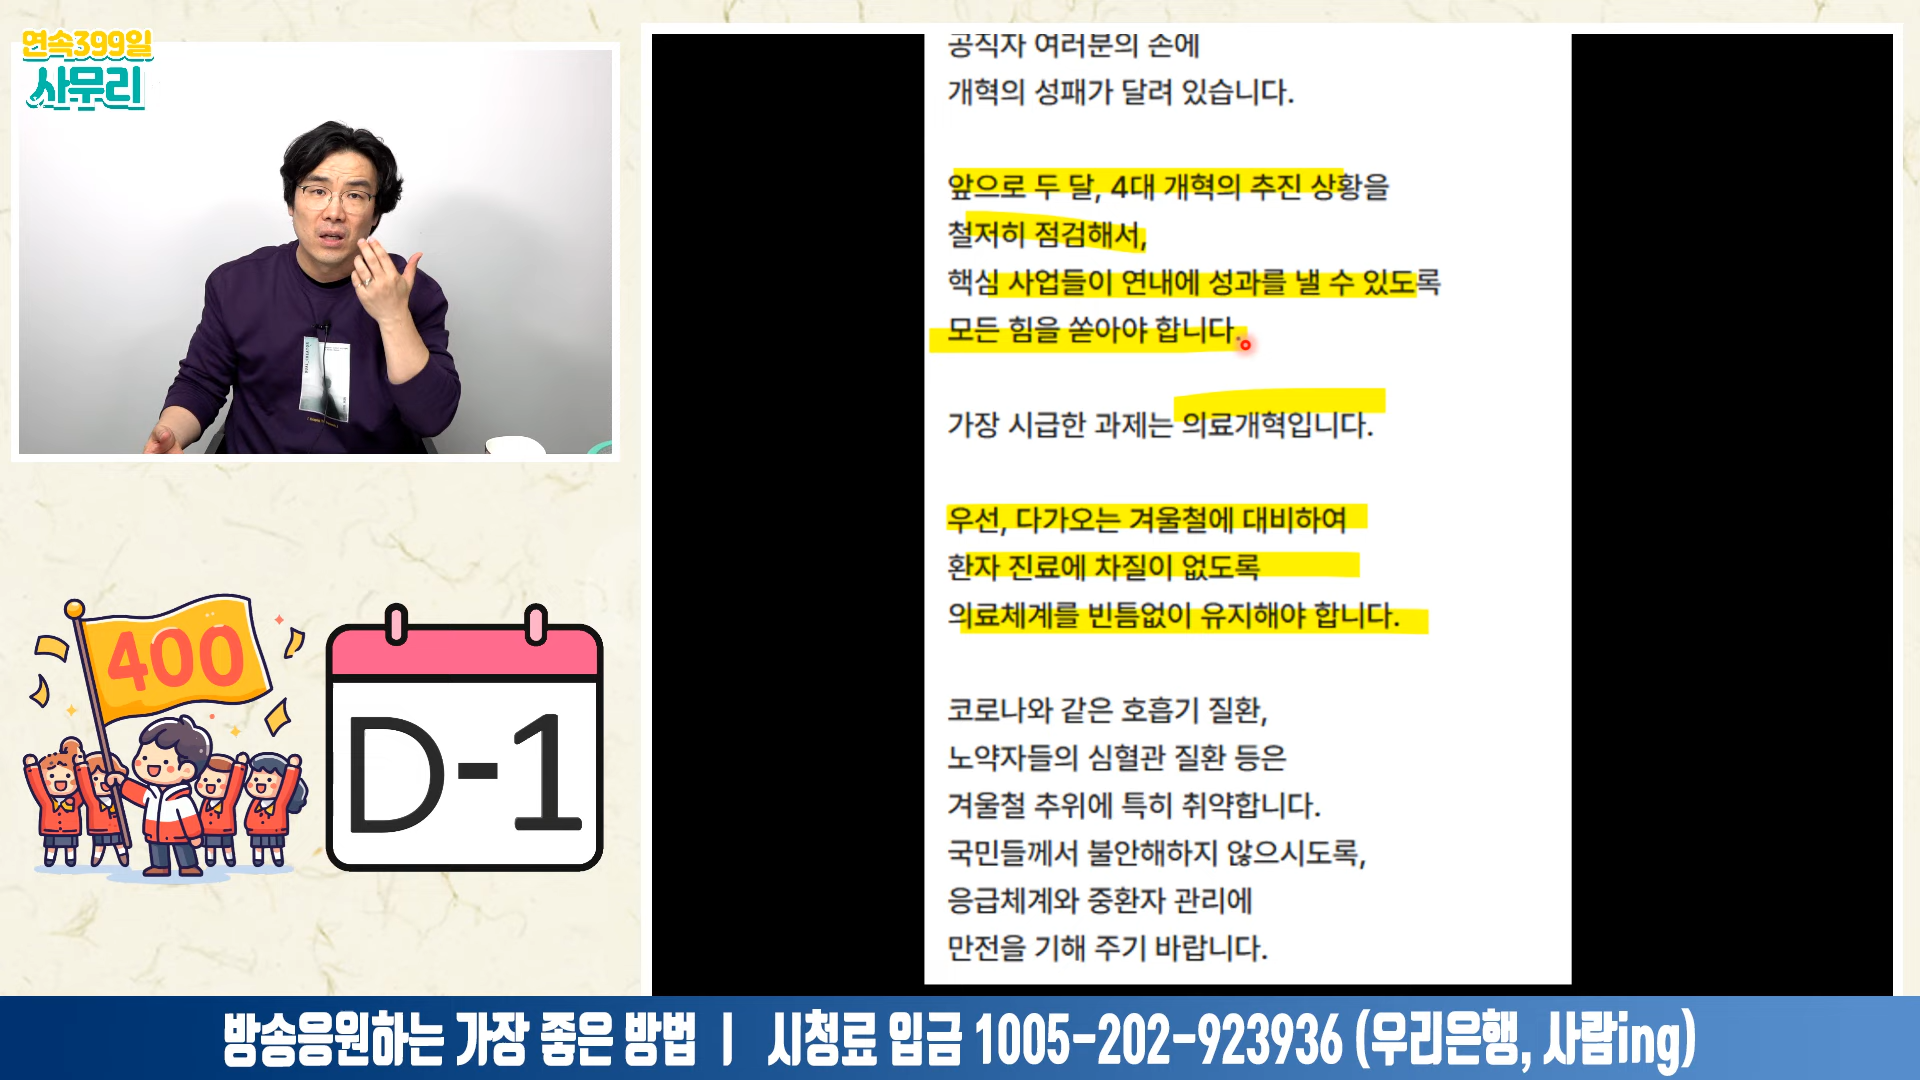 연속399일
사무리
공직자 여러분의 손에
개혁의 성패가 달려 있습니다.
앞으로 두 달, 4대 개혁의 추진 상황을
철저히 점검해서,
핵심 사업들이 연내에 성과를 낼 수 있도록
모든 힘을 쏟아야 합니다.
가장 시급한 과제는 의료개혁입니다.
우선, 다가오는 겨울철에 대비하여
환자 진료에 차질이 없도록
의료체계를 빈틈없이 유지해야 합니다.
코로나와 같은 호흡기 질환,
노약자들의 심혈관 질환 등은
겨울철 추위에 특히 취약합니다.
국민들께서 불안해하지 않으시도록,
응급체계와 중환자 관리에
만전을 기해 주기 바랍니다.
400
D-1
방송응원하는 가장 좋은 방법 | 시청료 입금 1005-202-923936 (우리은행, 사람ing)